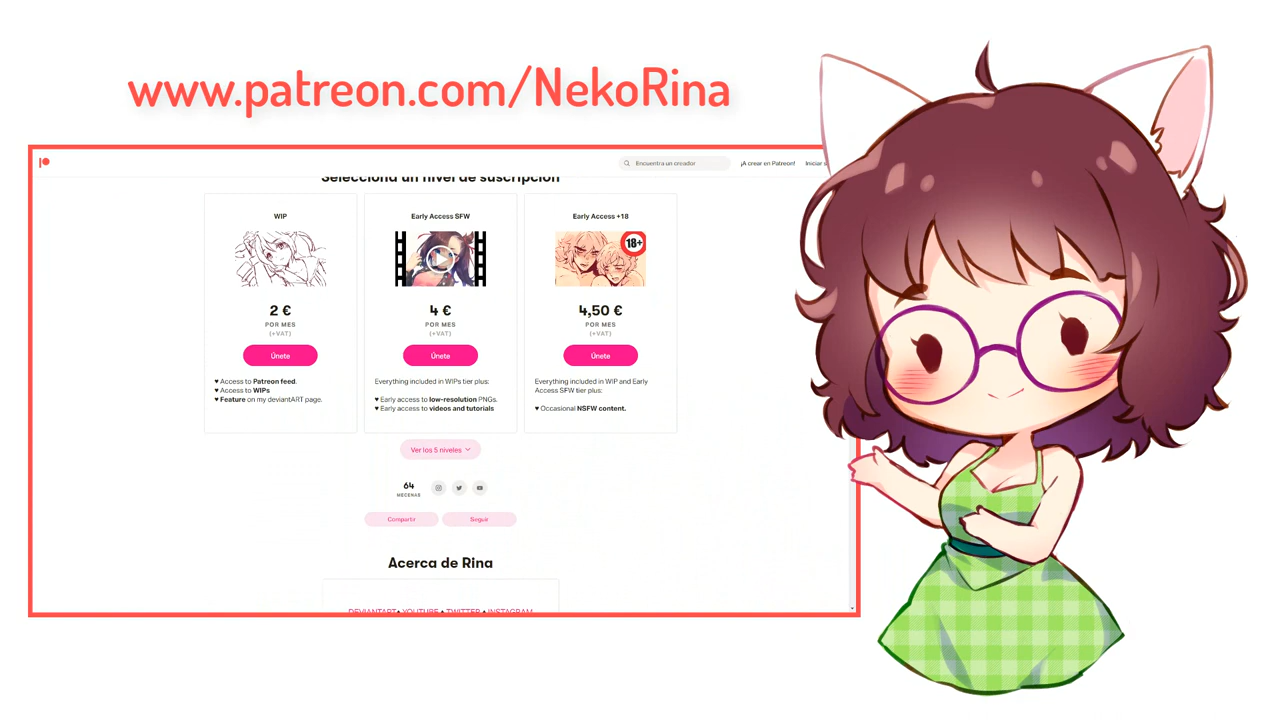 www.patreon.com/NekoRina
Encuentra un creador
¡A crear en Patreon!
Iniciar s
Selecciona un nivel de suscripción
WIP
2 €
POR MES
(+VAT)
Únete
♥ Access to Patreon feed.
♥ Access to WIPs
♥ Feature on my deviantART page.
Early Access SFW
4 €
POR MES
(+VAT)
Únete
Everything included in WIPs tier plus:
♥ Early access to low-resolution PNGs.
♥ Early access to videos and tutorials
Early Access +18
18+
4,50 €
POR MES
(+VAT)
Únete
Everything included in WIP and Early
Access SFW tier plus:
♥ Occasional NSFW content.
Ver los 5 niveles
64
MECENAS
Compartir
Seguir
Acerca de Rina
DEVIANTART♦ YOUTUBE ♦ TWITTER ♦ INSTAGRAM